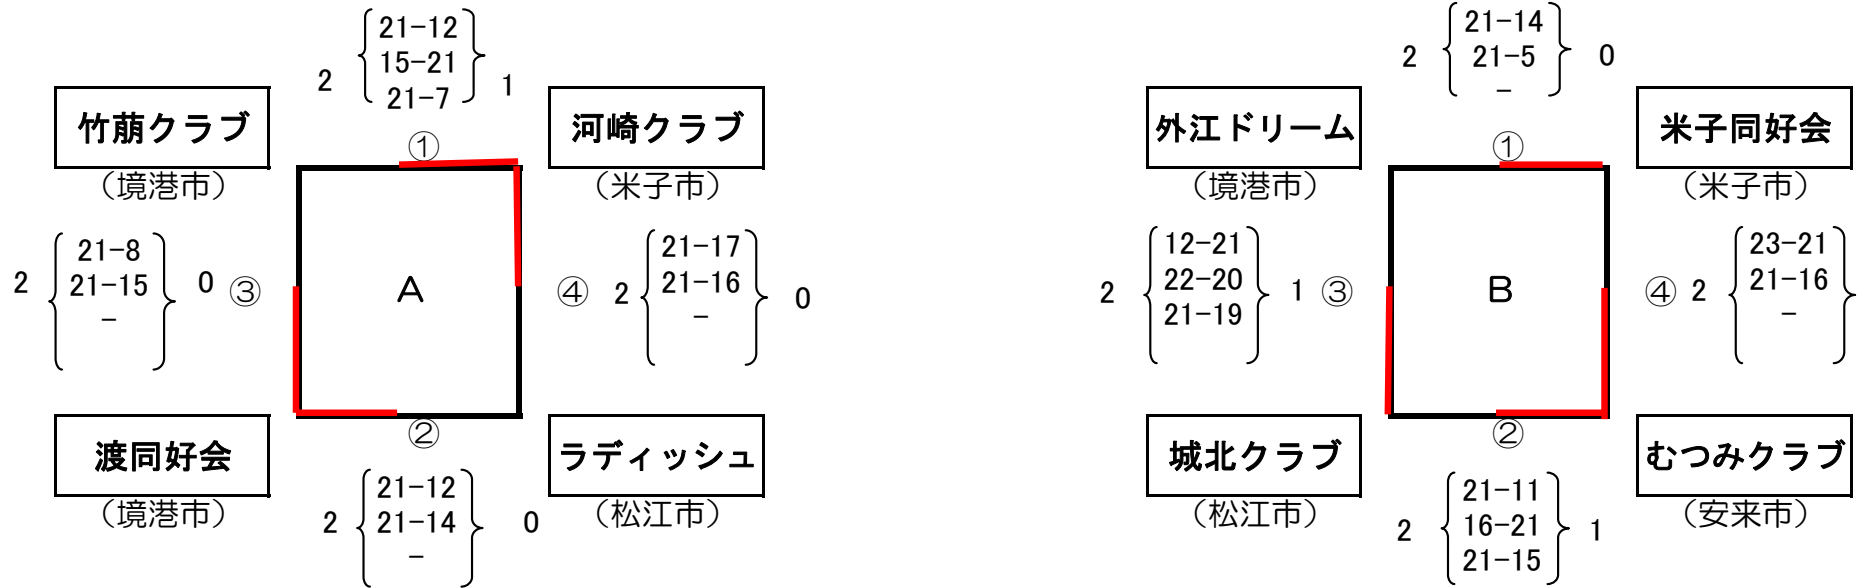 2 21-12 1
15-21
21-7
竹萠クラブ
(境港市)
①
河崎クラブ
(米子市)
2 21-8 0
21-15
-
③
A
④
2 21-17 0
21-16
-
渡同好会
(境港市)
②
ラディッシュ
(松江市)
2 21-12 0
21-14
-
2 21-14 0
21-5
-
外江ドリーム
(境港市)
①
米子同好会
(米子市)
2 12-21 1
22-20
21-19
③
B
④
2 23-21
21-16
-
城北クラブ
(松江市)
②
むつみクラブ
(安来市)
2 21-11 1
16-21
21-15